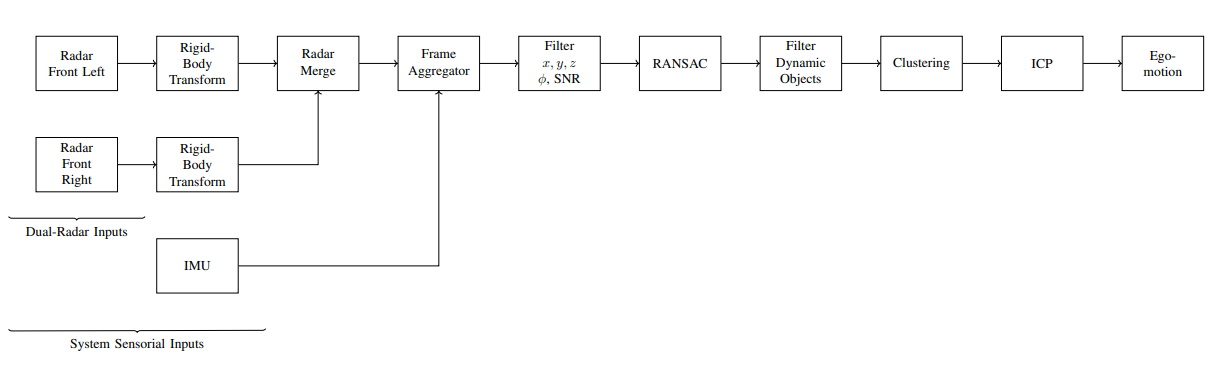 Radar
Front Left
Rigid-
Body
Transform
Radar
Merge
Frame
Aggregator
Filter
x, y, z
ϕ, SNR
RANSAC
Filter
Dynamic
Objects
Clustering
ICP
Ego-
motion
Radar
Front
Right
Rigid-
Body
Transform
Dual-Radar Inputs
IMU
System Sensorial Inputs